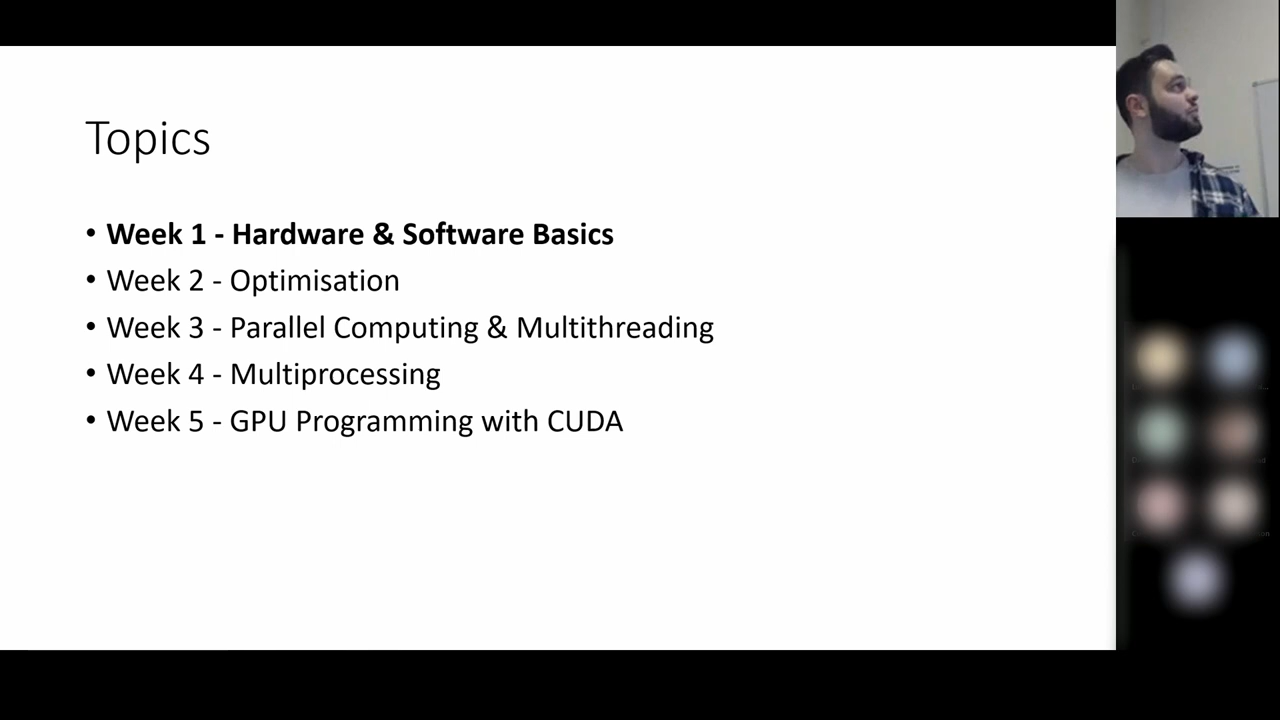 Topics
• Week 1 - Hardware & Software Basics
• Week 2 - Optimisation
• Week 3 - Parallel Computing & Multithreading
• Week 4 - Multiprocessing
• Week 5 - GPU Programming with CUDA